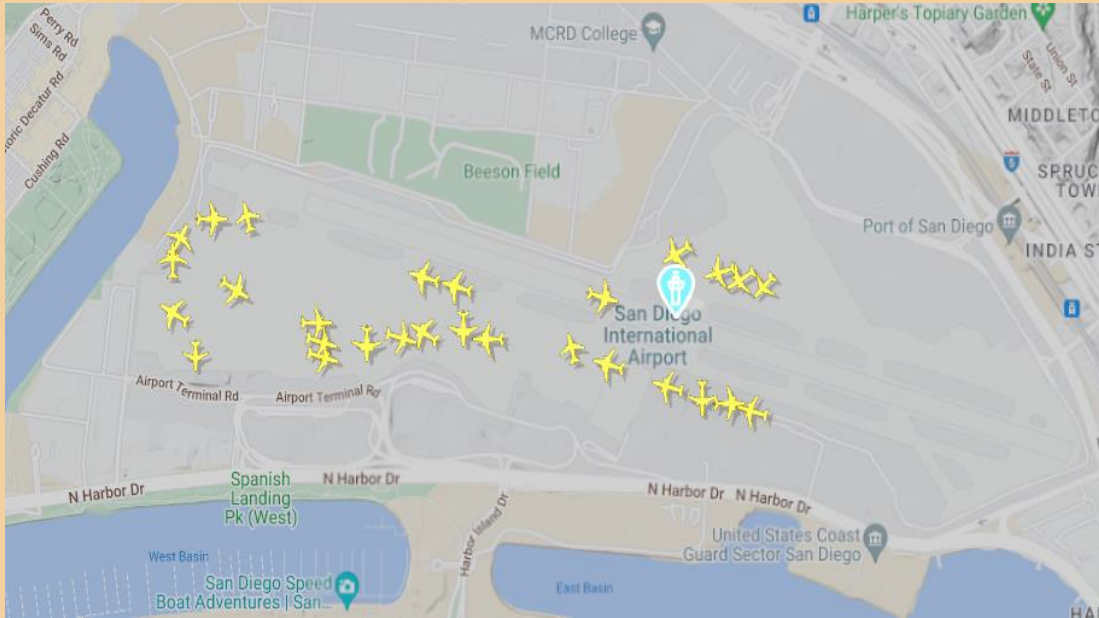 Perry Rd
Sims Rd
oric Decatur Rd
Cushing Rd
MCRD College
Harper's Topiary Garden
Union St
State St
MIDDLETO
5
SPRUC
TOW
Beeson Field
Port of San Diego
INDIA ST
San Diego
International
Airport
Airport Terminal Rd
Airport Terminal Rd
N Harbor Dr
Spanish
Landing
Pk (West)
N Harbor Dr
Harbor Island Dr
N Harbor Dr
N Harbor Dr
United States Coast
Guard Sector San Diego
West Basin
San Diego Speed
Boat Adventures | San...
East Basin
HA